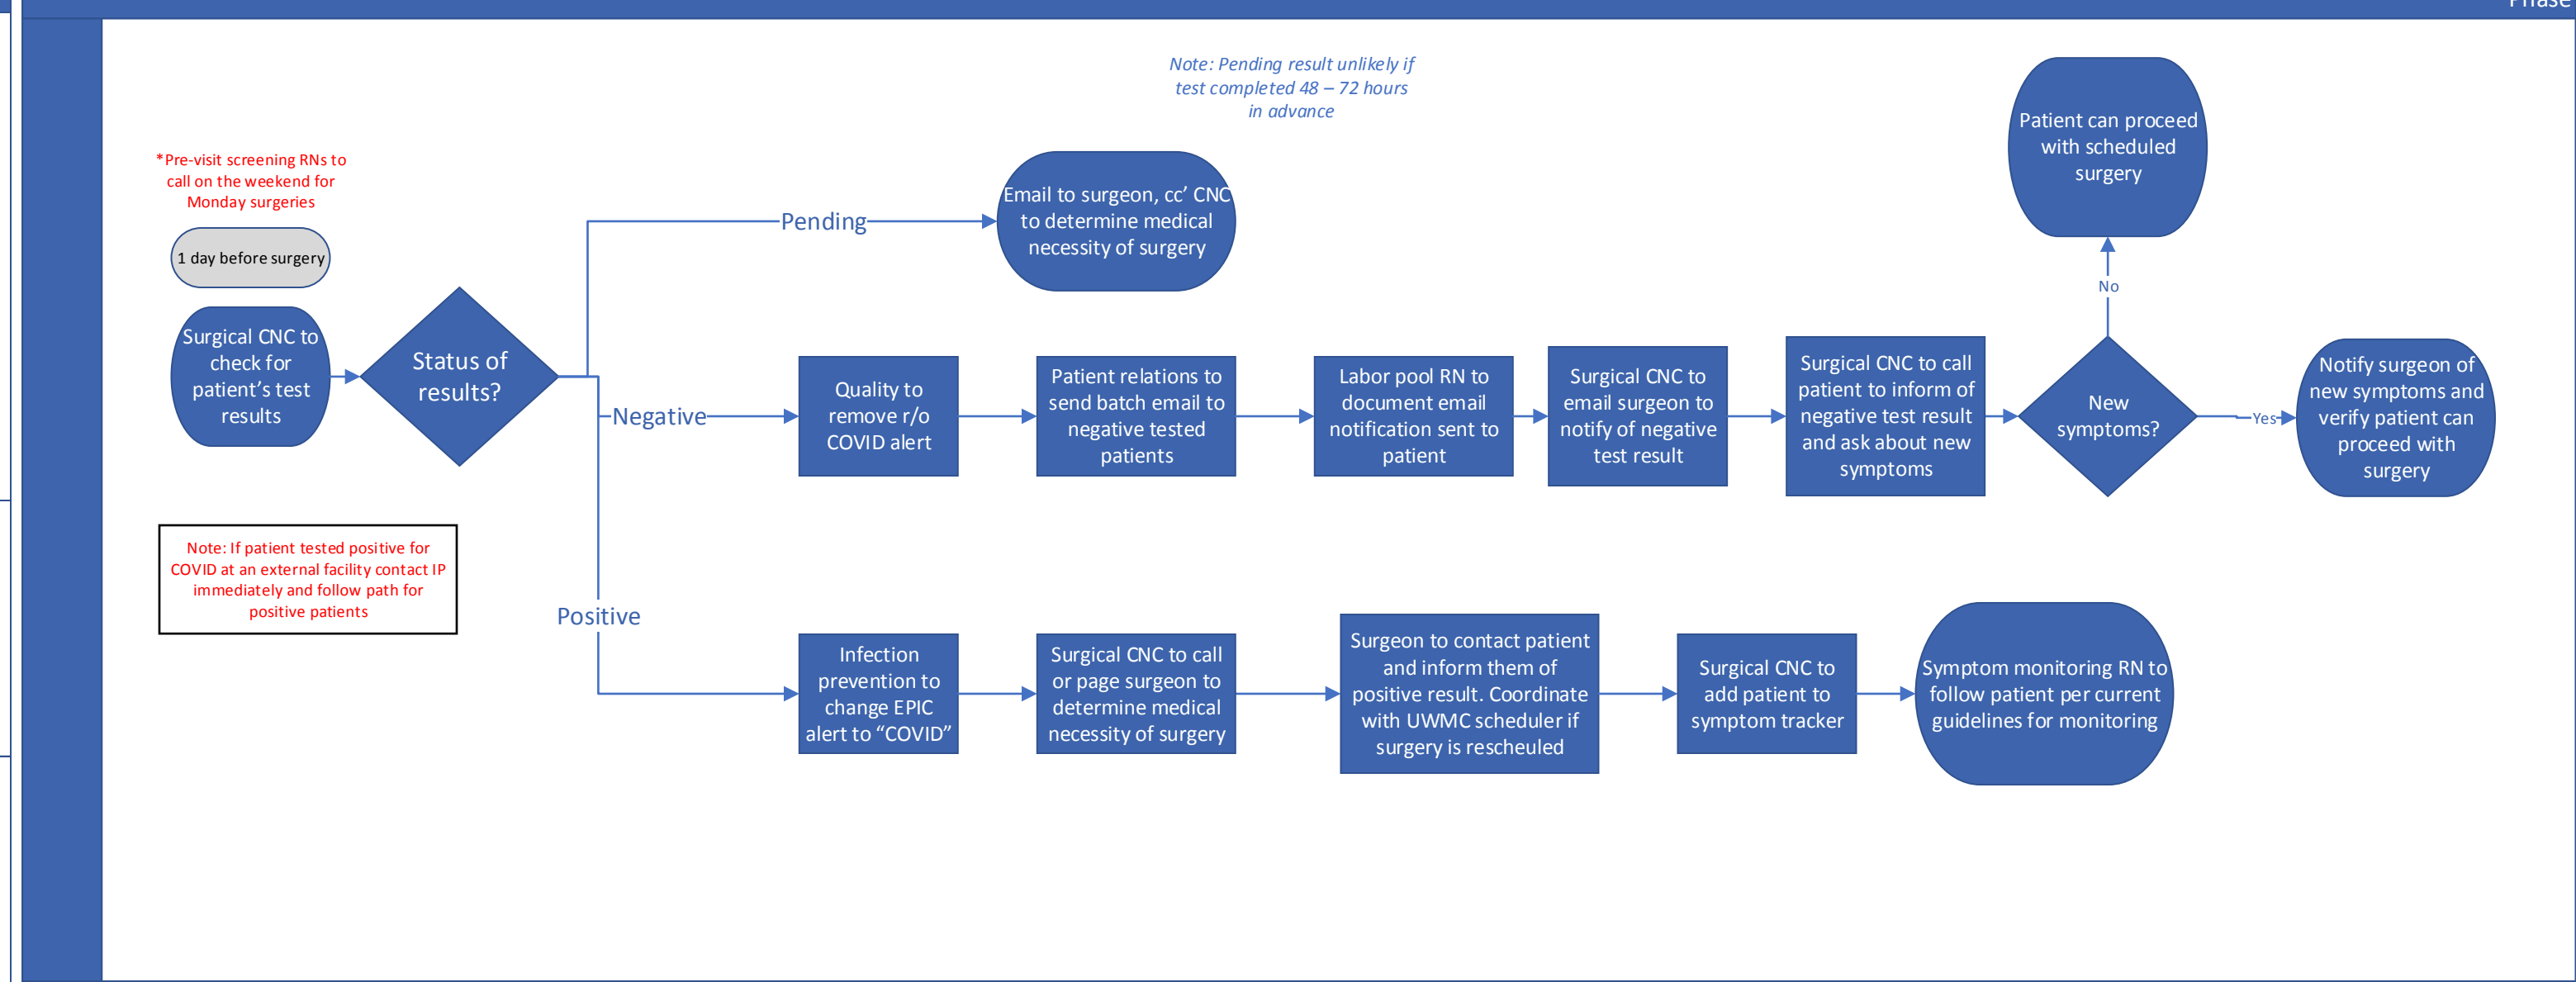 Phase
Note: Pending result unlikely if
test completed 48 – 72 hours
in advance
*Pre-visit screening RNs to
call on the weekend for
Monday surgeries
1 day before surgery
Surgical CNC to
check for
patient’s test
results
Status of
results?
Note: If patient tested positive for
COVID at an external facility contact IP
immediately and follow path for
positive patients
Pending
Email to surgeon, cc’ CNC
to determine medical
necessity of surgery
Negative
Quality to
remove r/o
COVID alert
Patient relations to
send batch email to
negative tested
patients
Labor pool RN to
document email
notification sent to
patient
Surgical CNC to
email surgeon to
notify of negative
test result
Surgical CNC to call
patient to inform of
negative test result
and ask about new
symptoms
New
symptoms?
No
Patient can proceed
with scheduled
surgery
Yes
Notify surgeon of
new symptoms and
verify patient can
proceed with
surgery
Positive
Infection
prevention to
change EPIC
alert to “COVID”
Surgical CNC to call
or page surgeon to
determine medical
necessity of surgery
Surgeon to contact patient
and inform them of
positive result. Coordinate
with UWMC scheduler if
surgery is rescheuled
Surgical CNC to
add patient to
symptom tracker
Symptom monitoring RN to
follow patient per current
guidelines for monitoring